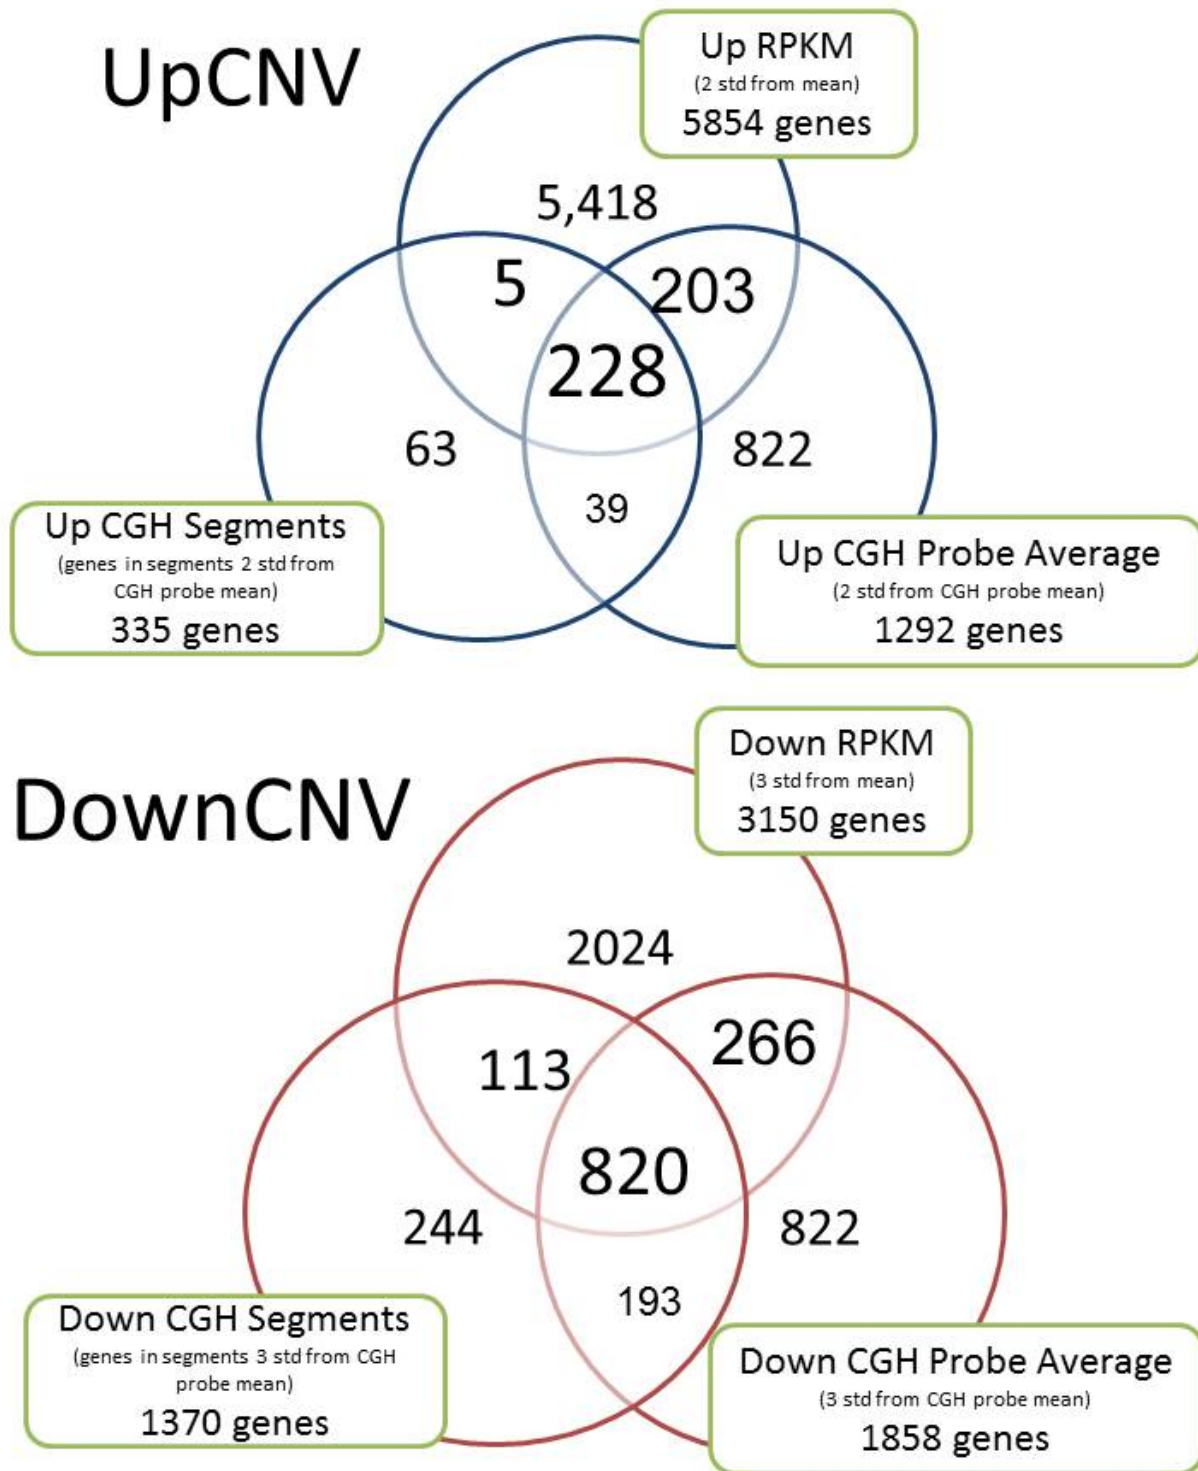 UpCNV
Up RPKM
(2 std from mean)
5854 genes
5,418
5
203
228
63
822
39
Up CGH Segments
(genes in segments 2 std from
CGH probe mean)
335 genes
Up CGH Probe Average
(2 std from CGH probe mean)
1292 genes
DownCNV
Down RPKM
(3 std from mean)
3150 genes
2024
113
266
820
244
822
193
Down CGH Segments
(genes in segments 3 std from CGH
probe mean)
1370 genes
Down CGH Probe Average
(3 std from CGH probe mean)
1858 genes